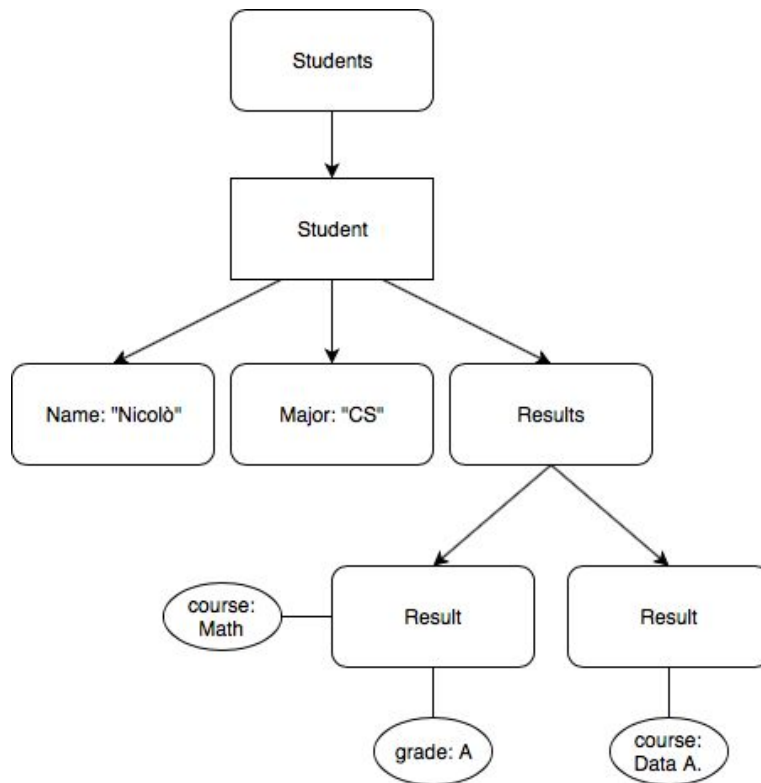 Students
Student
Name: "Nicolò"
Major: "CS"
Results
course:
Math
Result
Result
grade: A
course:
Data A.